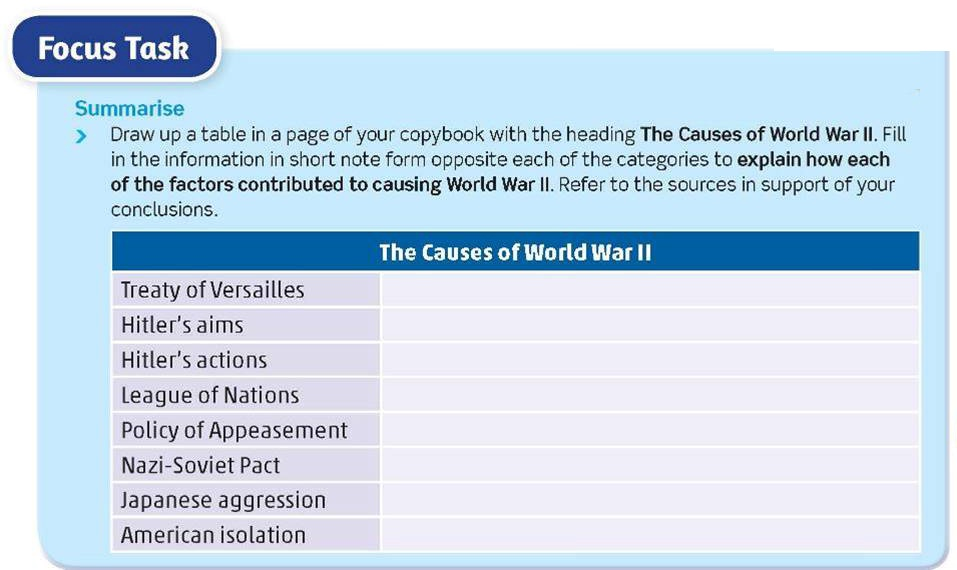 Focus Task
Summarise
> Draw up a table in a page of your copybook with the heading The Causes of World War II. Fill
in the information in short note form opposite each of the categories to explain how each
of the factors contributed to causing World War II. Refer to the sources in support of your
conclusions.
The Causes of World War II
Treaty of Versailles
Hitler's aims
Hitler's actions
League of Nations
Policy of Appeasement
Nazi-Soviet Pact
Japanese aggression
American isolation